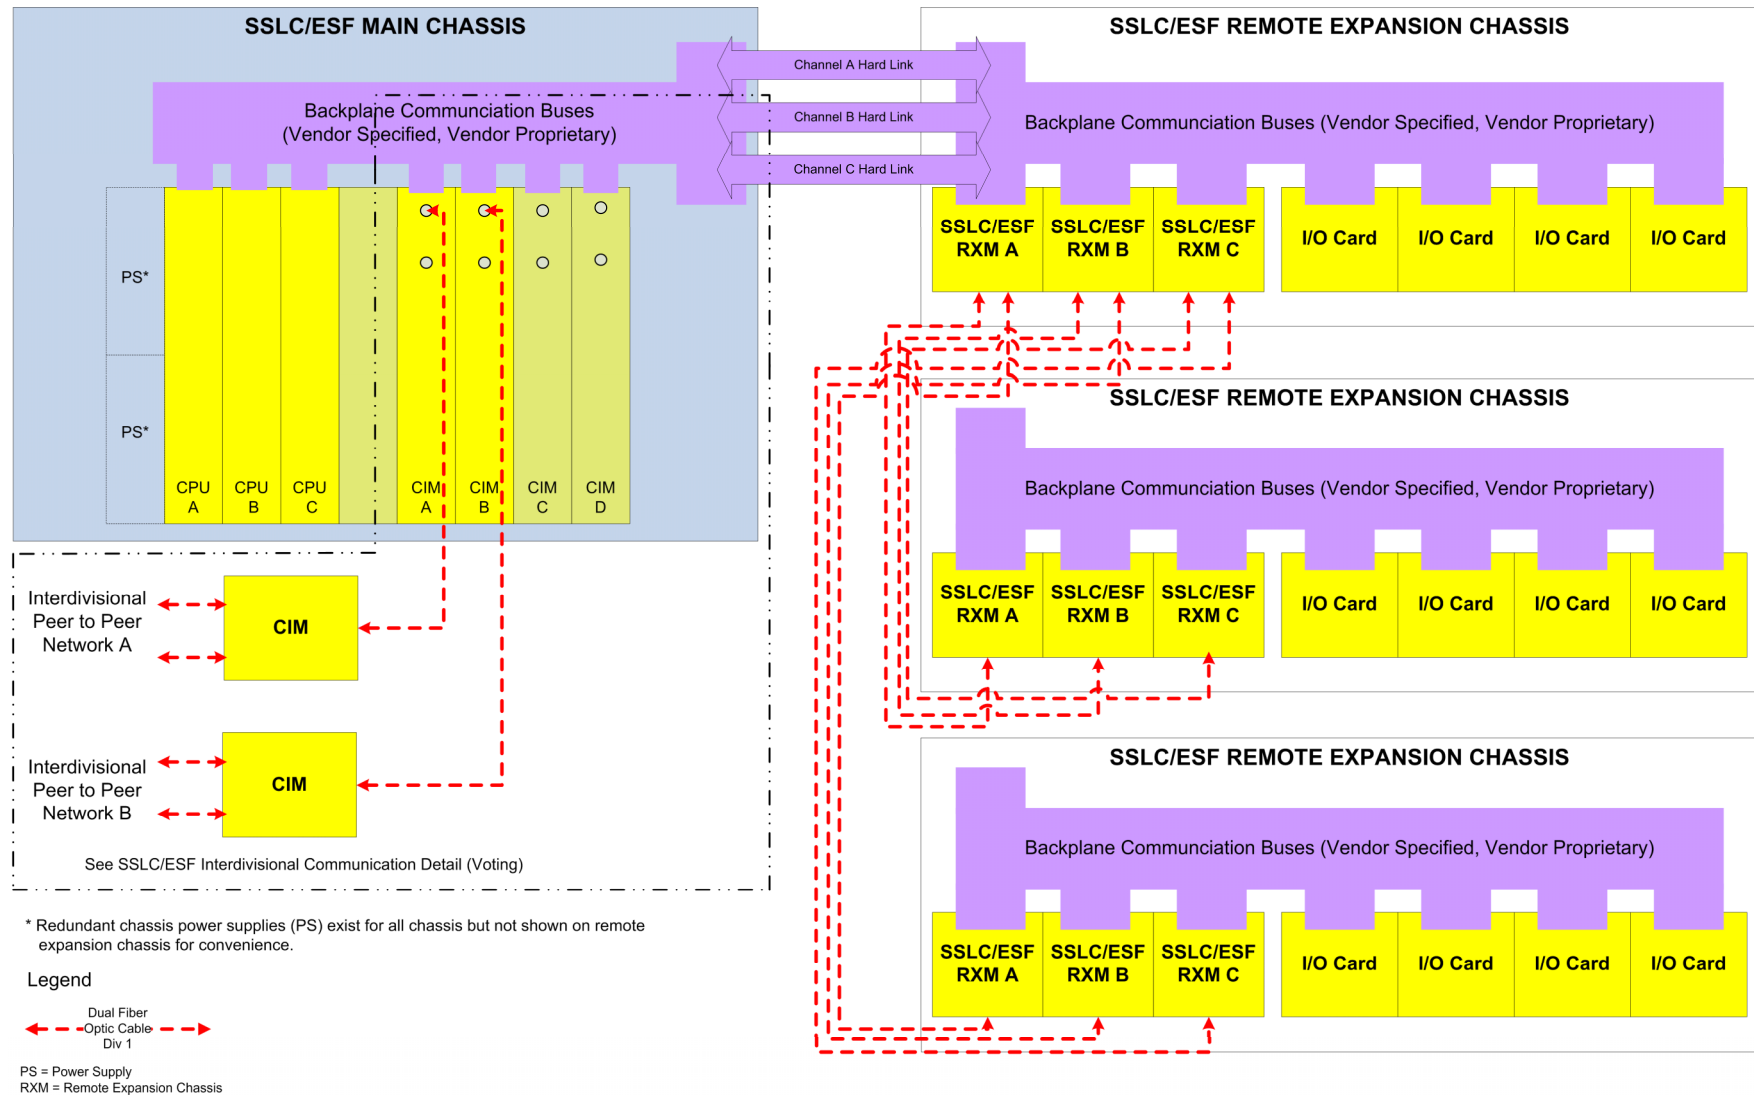 SSLC/ESF MAIN CHASSIS
Backplane Communciation Buses
(Vendor Specified, Vendor Proprietary)
PS*
PS*
CPU
A
CPU
B
CPU
C
CIM
A
CIM
B
CIM
C
CIM
D
Channel A Hard Link
Channel B Hard Link
Channel C Hard Link
SSLC/ESF REMOTE EXPANSION CHASSIS
Backplane Communciation Buses (Vendor Specified, Vendor Proprietary)
SSLC/ESF
RXM A
SSLC/ESF
RXM B
SSLC/ESF
RXM C
I/O Card
I/O Card
I/O Card
I/O Card
SSLC/ESF REMOTE EXPANSION CHASSIS
Backplane Communciation Buses (Vendor Specified, Vendor Proprietary)
SSLC/ESF
RXM A
SSLC/ESF
RXM B
SSLC/ESF
RXM C
I/O Card
I/O Card
I/O Card
I/O Card
SSLC/ESF REMOTE EXPANSION CHASSIS
Backplane Communciation Buses (Vendor Specified, Vendor Proprietary)
SSLC/ESF
RXM A
SSLC/ESF
RXM B
SSLC/ESF
RXM C
I/O Card
I/O Card
I/O Card
I/O Card
Interdivisional
Peer to Peer
Network A
CIM
Interdivisional
Peer to Peer
Network B
CIM
See SSLC/ESF Interdivisional Communication Detail (Voting)
* Redundant chassis power supplies (PS) exist for all chassis but not shown on remote
expansion chassis for convenience.
Legend
Dual Fiber
Optic Cable
Div 1
PS = Power Supply
RXM = Remote Expansion Chassis